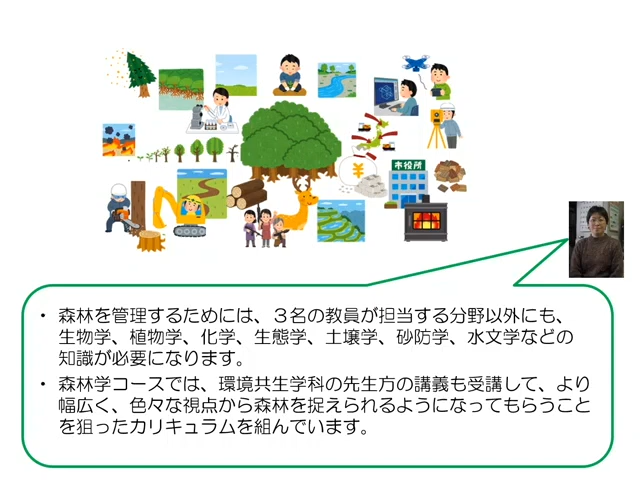 市役所
¥
・ 森林を管理するためには、３名の教員が担当する分野以外にも、
生物学、植物学、化学、生態学、土壌学、砂防学、水文学などの
知識が必要になります。
・ 森林学コースでは、環境共生学科の先生方の講義も受講して、より
幅広く、色々な視点から森林を捉えられるようになってもらうこと
を狙ったカリキュラムを組んでいます。